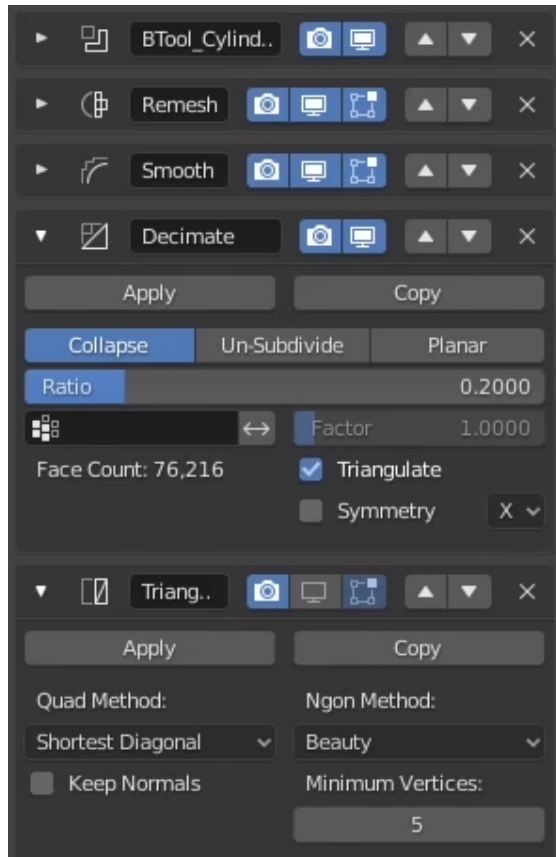 BTool_Cylind..
Remesh
Smooth
Decimate
Apply Copy
Collapse Un-Subdivide Planar
Ratio 0.2000
Factor 1.0000
Face Count: 76,216 Triangulate
Symmetry X
Triang..
Apply Copy
Quad Method: Ngon Method:
Shortest Diagonal Beauty
Keep Normals Minimum Vertices:
5